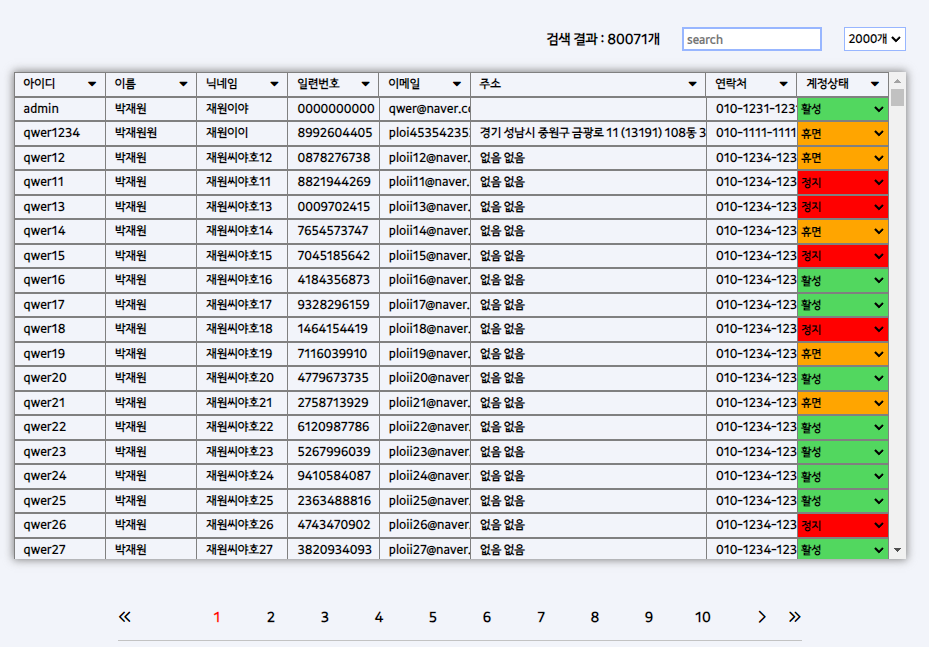 검색 결과 : 80071개 search 2000개
아이디 이름 닉네임 일련번호 이메일 주소 연락처 계정상태
admin 박재원 재원이야 0000000000 qwer@naver.co 010-1231-1231 활성
qwer1234 박재원원 재원이이 8992604405 ploi453542353 경기 성남시 중원구 금광로 11 (13191) 108동 3 010-1111-1111 휴면
qwer12 박재원 재원씨야호12 0878276738 ploii12@naver. 없음 없음 010-1234-123 휴면
qwer11 박재원 재원씨야호11 8821944269 ploii11@naver. 없음 없음 010-1234-123 정지
qwer13 박재원 재원씨야호13 0009702415 ploii13@naver. 없음 없음 010-1234-123 정지
qwer14 박재원 재원씨야호14 7654573747 ploii14@naver. 없음 없음 010-1234-123 휴면
qwer15 박재원 재원씨야호15 7045185642 ploii15@naver. 없음 없음 010-1234-123 정지
qwer16 박재원 재원씨야호16 4184356873 ploii16@naver. 없음 없음 010-1234-123 활성
qwer17 박재원 재원씨야호17 9328296159 ploii17@naver. 없음 없음 010-1234-123 활성
qwer18 박재원 재원씨야호18 1464154419 ploii18@naver. 없음 없음 010-1234-123 정지
qwer19 박재원 재원씨야호19 7116039910 ploii19@naver. 없음 없음 010-1234-123 휴면
qwer20 박재원 재원씨야호20 4779673735 ploii20@naver 없음 없음 010-1234-123 활성
qwer21 박재원 재원씨야호21 2758713929 ploii21@naver. 없음 없음 010-1234-123 휴면
qwer22 박재원 재원씨야호22 6120987786 ploii22@naver. 없음 없음 010-1234-123 활성
qwer23 박재원 재원씨야호23 5267996039 ploii23@naver. 없음 없음 010-1234-123 활성
qwer24 박재원 재원씨야호24 9410584087 ploii24@naver 없음 없음 010-1234-123 활성
qwer25 박재원 재원씨야호25 2363488816 ploii25@naver. 없음 없음 010-1234-123 활성
qwer26 박재원 재원씨야호26 4743470902 ploii26@naver. 없음 없음 010-1234-123 정지
qwer27 박재원 재원씨야호27 3820934093 ploii27@naver. 없음 없음 010-1234-123 활성
« 1 2 3 4 5 6 7 8 9 10 > »